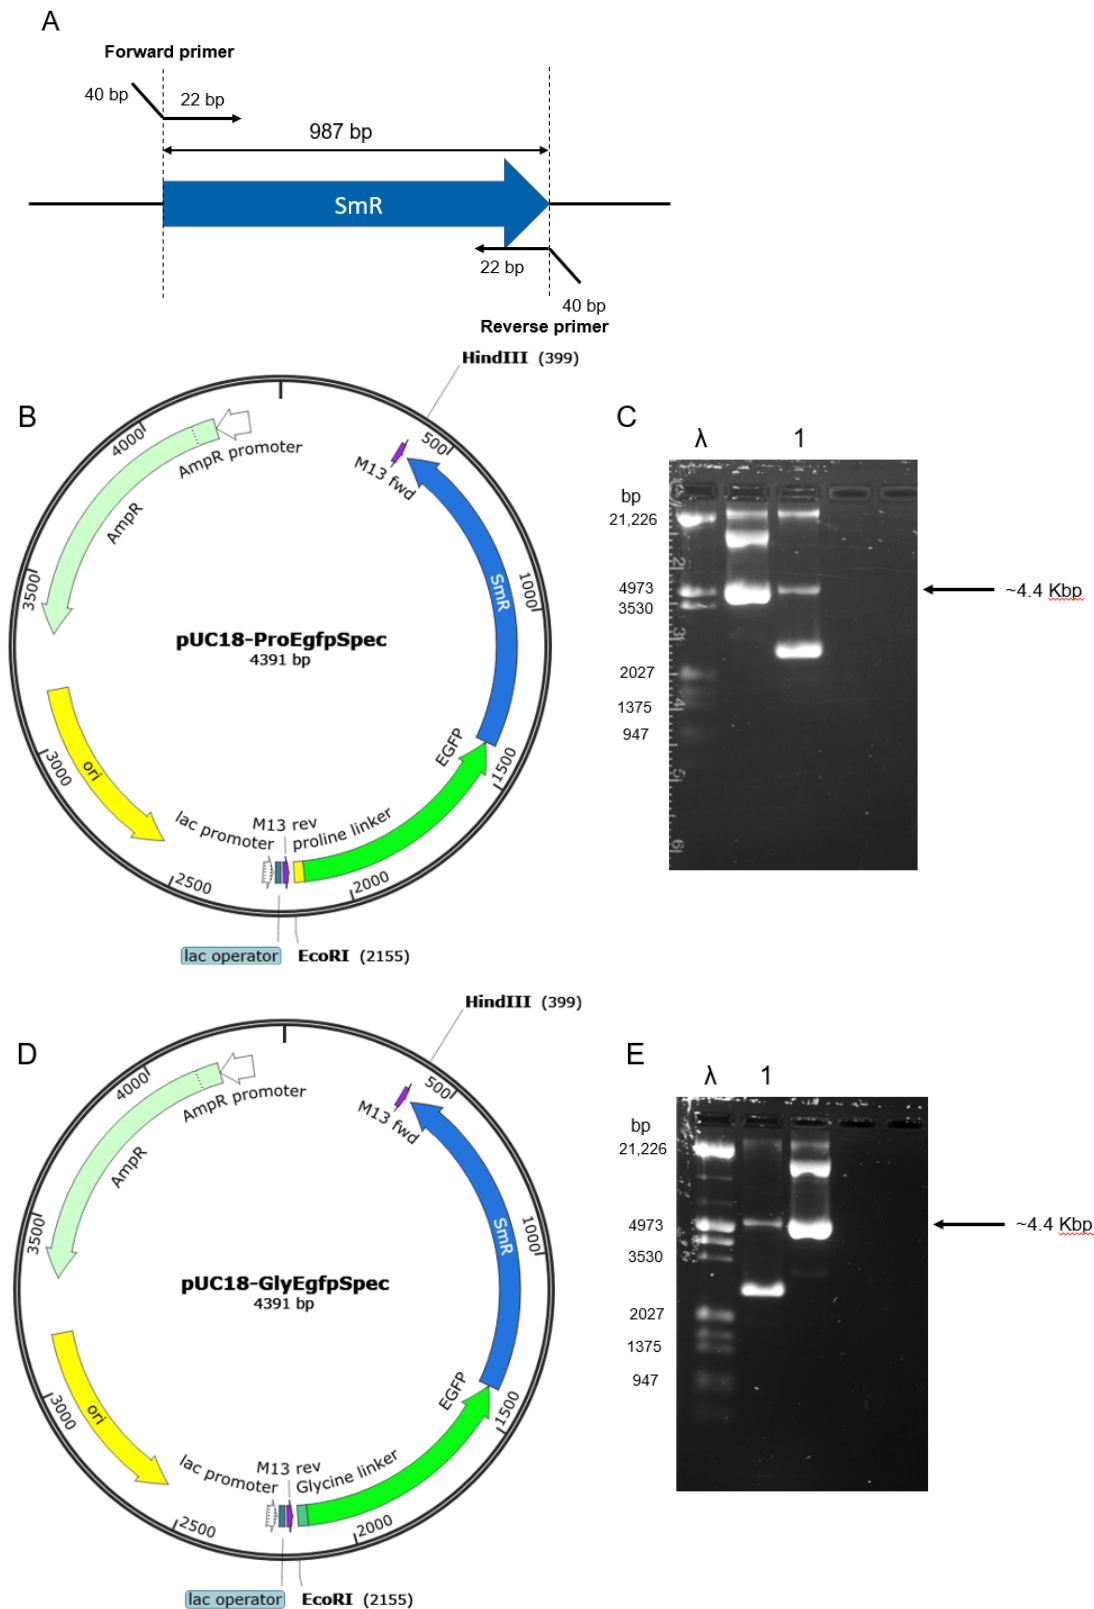 A
Forward primer
40 bp
22 bp
987 bp
SmR
22 bp
40 bp
Reverse primer
B
HindIII (399)
4000
500
AmpR promoter
M13 fwd
AmpR
SmR
3500
1000
pUC18-ProEgfpSpec
4391 bp
EGFP
1500
3000
ori
lac promoter
M13 rev
proline linker
2500
2000
lac operator
EcoRI (2155)
C
λ 1
bp
21,226
4973
3530
2027
1375
947
~4.4 Kbp
2
3
4
5
6
D
HindIII (399)
4000
500
AmpR promoter
M13 fwd
AmpR
SmR
3500
1000
pUC18-GlyEgfpSpec
4391 bp
EGFP
1500
3000
ori
lac promoter
M13 rev
Glycine linker
2500
2000
lac operator
EcoRI (2155)
E
λ 1
bp
21,226
4973
3530
2027
1375
947
~4.4 Kbp